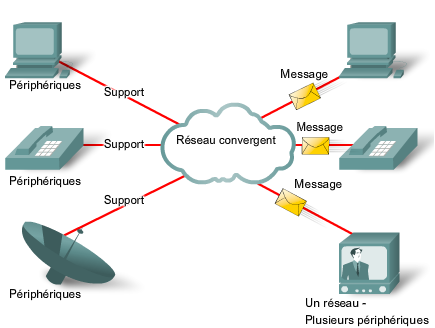 Périphériques
Support
Message
Support
Réseau convergent
Message
Périphériques
Support
Message
Périphériques
Un réseau -
Plusieurs périphériques